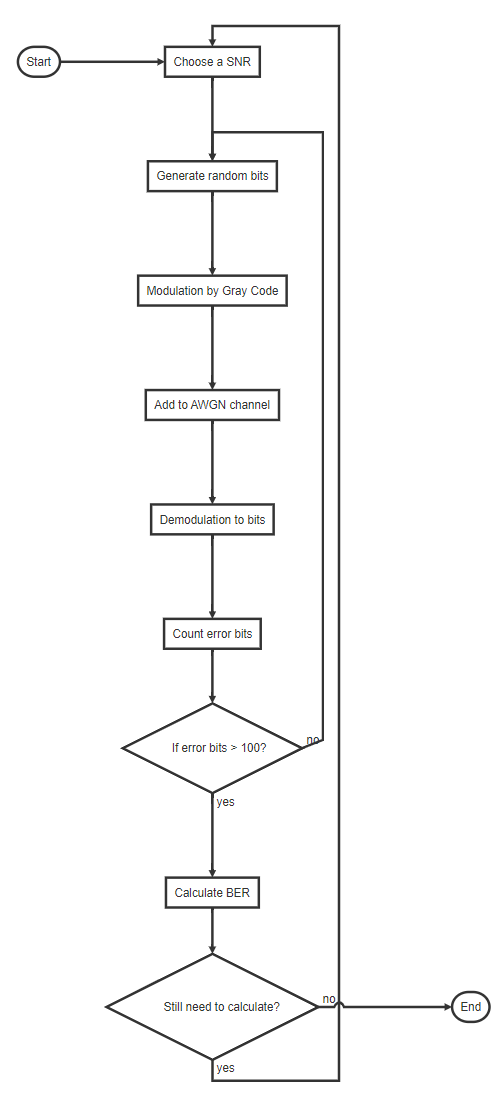 Start
Choose a SNR
Generate random bits
Modulation by Gray Code
Add to AWGN channel
Demodulation to bits
Count error bits
If error bits > 100?
no
yes
Calculate BER
Still need to calculate?
no
End
yes